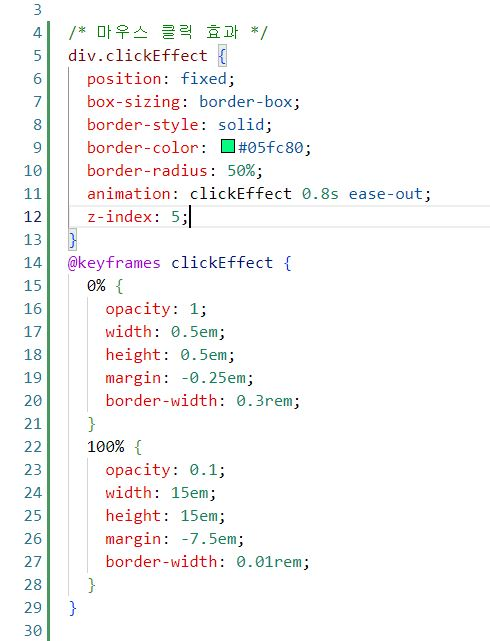 3
4 /* 마우스 클릭 효과 */
5 div.clickEffect {
6 position: fixed;
7 box-sizing: border-box;
8 border-style: solid;
9 border-color: #05fc80;
10 border-radius: 50%;
11 animation: clickEffect 0.8s ease-out;
12 z-index: 5;
13 }
14 @keyframes clickEffect {
15 0% {
16 opacity: 1;
17 width: 0.5em;
18 height: 0.5em;
19 margin: -0.25em;
20 border-width: 0.3rem;
21 }
22 100% {
23 opacity: 0.1;
24 width: 15em;
25 height: 15em;
26 margin: -7.5em;
27 border-width: 0.01rem;
28 }
29 }
30